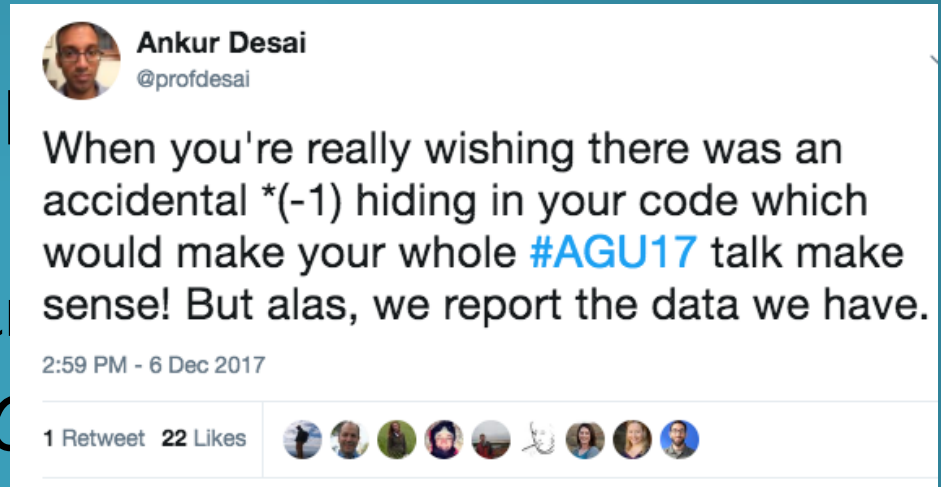 Ankur Desai
@profdesai
When you're really wishing there was an
accidental *(-1) hiding in your code which
would make your whole #AGU17 talk make
sense! But alas, we report the data we have.
2:59 PM - 6 Dec 2017
1 Retweet 22 Likes